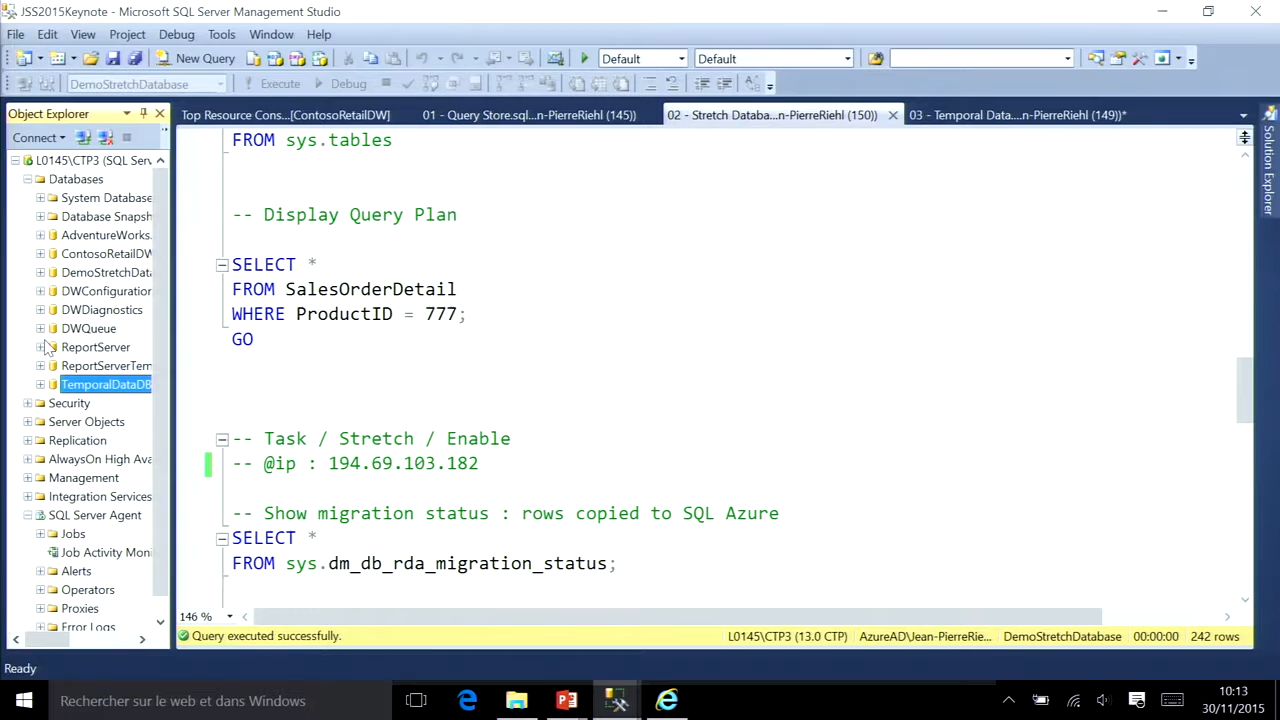 JSS2015Keynote - Microsoft SQL Server Management Studio
File Edit View Project Debug Tools Window Help
New Query Default Default
DemoStretchDatabase Execute Debug
Object Explorer
Top Resource Cons...[ContosoRetailDW] 01 - Query Store.sql...n-PierreRiehl (145)) 02 - Stretch Databa...n-PierreRiehl (150)) 03 - Temporal Data....n-PierreRiehl (149))*
Connect
L0145\CTP3 (SQL Serv
Databases
System Database
Database Snapsh
AdventureWorks.
ContosoRetailDW
DemoStretchData
DWConfiguration
DWDiagnostics
DWQueue
ReportServer
ReportServerTem
TemporalDataDB
Security
Server Objects
Replication
AlwaysOn High Ava
Management
Integration Services
SQL Server Agent
Jobs
Job Activity Moni
Alerts
Operators
Proxies
Error Logs
FROM sys.tables
-- Display Query Plan
SELECT *
FROM SalesOrderDetail
WHERE ProductID = 777;
GO
-- Task / Stretch / Enable
-- @ip : 194.69.103.182
-- Show migration status : rows copied to SQL Azure
SELECT *
FROM sys.dm_db_rda_migration_status;
146 %
Query executed successfully. L0145\CTP3 (13.0 CTP) AzureAD\Jean-PierreRie... DemoStretchDatabase 00:00:00 242 rows
Solution Explorer
Ready
Rechercher sur le web et dans Windows
10:13
30/11/2015